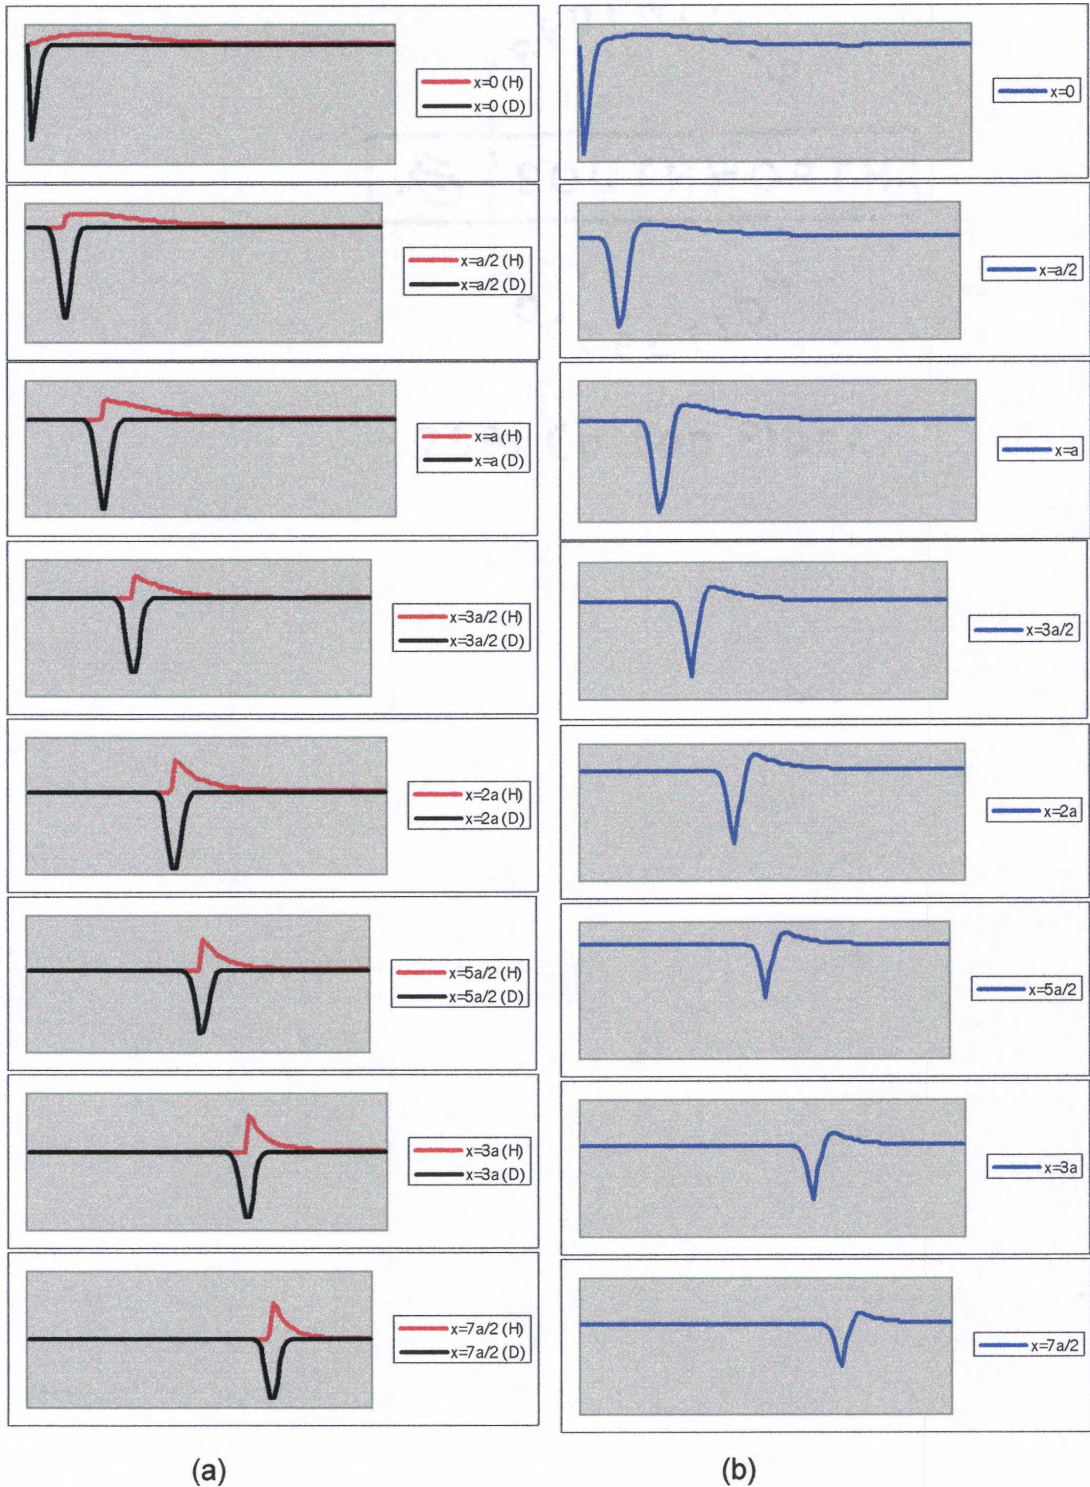 x=0 (H)
x=0 (D)
x=a/2 (H)
x=a/2 (D)
x=a (H)
x=a (D)
x=3a/2 (H)
x=3a/2 (D)
x=2a (H)
x=2a (D)
x=5a/2 (H)
x=5a/2 (D)
x=3a (H)
x=3a (D)
x=7a/2 (H)
x=7a/2 (D)
(a)
x=0
x=a/2
x=a
x=3a/2
x=2a
x=5a/2
x=3a
x=7a/2
(b)